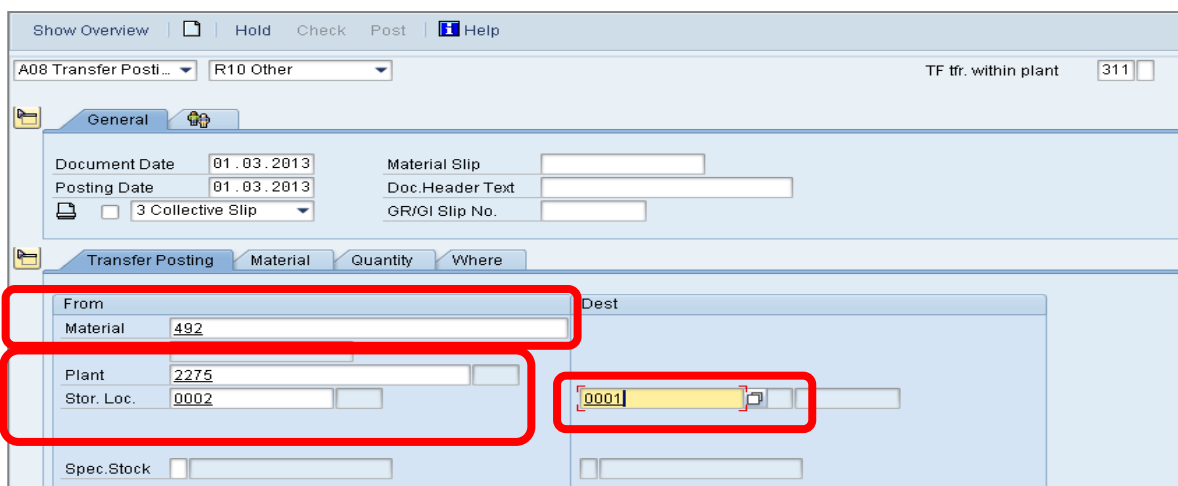 Show Overview Hold Check Post Help
A08 Transfer Posti... R10 Other TF tfr. within plant 311
General
Document Date 01.03.2013 Material Slip
Posting Date 01.03.2013 Doc.Header Text
3 Collective Slip GR/GI Slip No.
Transfer Posting Material Quantity Where
From Dest
Material 492
Plant 2275
Stor. Loc. 0002 0001
Spec.Stock